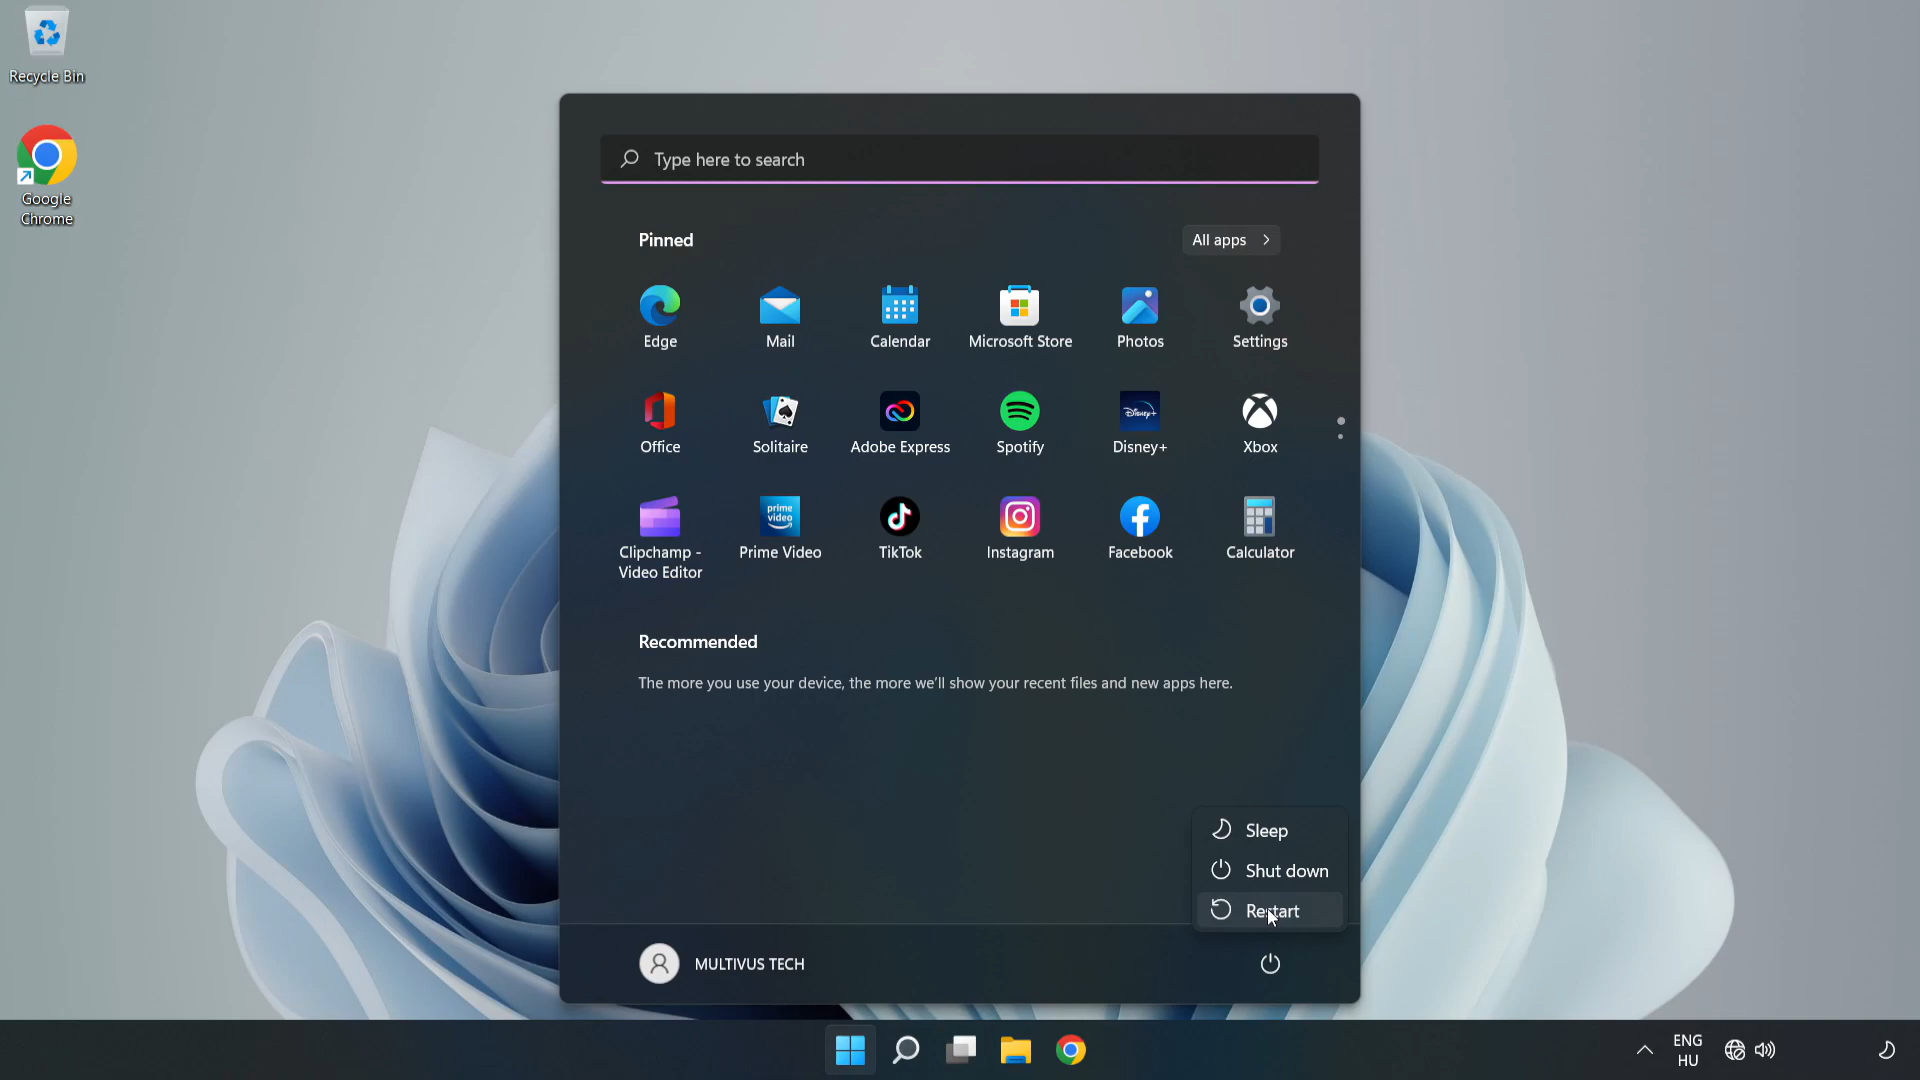 Recycle Bin
Google
Chrome
Type here to search
Pinned
All apps
Edge
Mail
Calendar
Microsoft Store
Photos
Settings
Office
Solitaire
Adobe Express
Spotify
Disney+
Disney+
Xbox
prime
video
Clipchamp -
Video Editor
Prime Video
TikTok
Instagram
Facebook
Calculator
Recommended
The more you use your device, the more we'll show your recent files and new apps here.
Sleep
Shut down
Restart
MULTIVUS TECH
ENG
HU